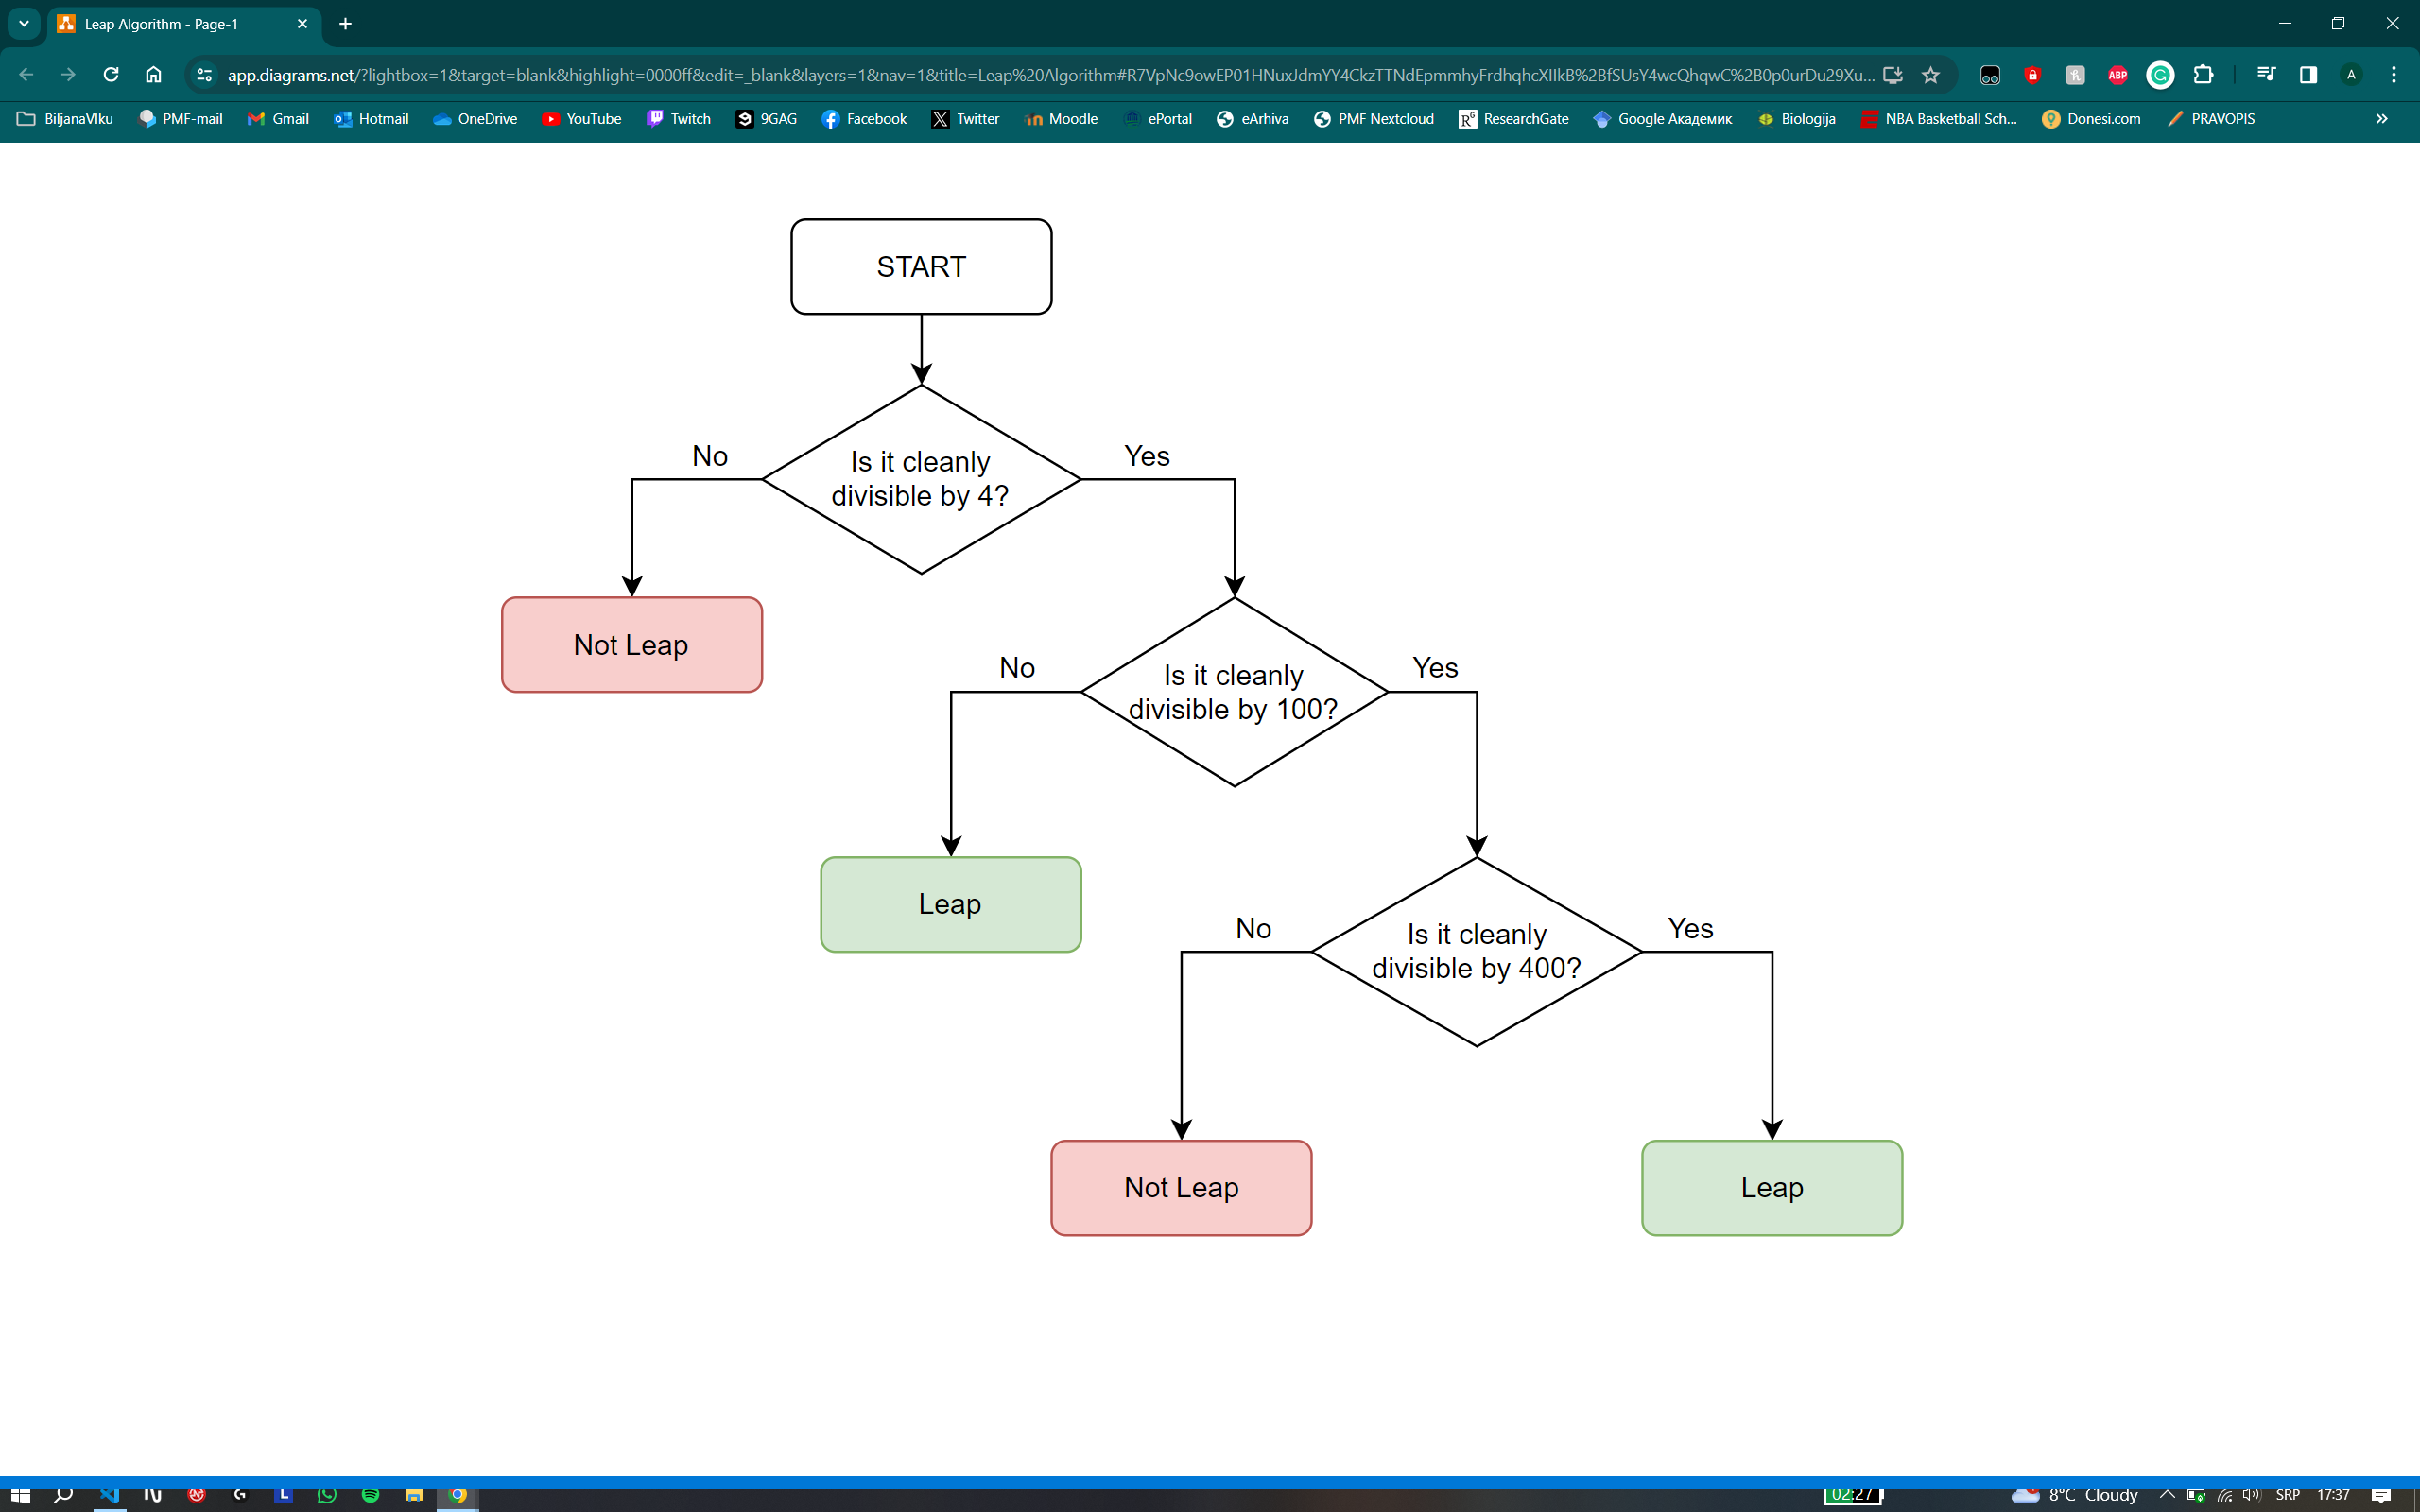 Leap Algorithm - Page-1
app.diagrams.net/?lightbox=1&target=blank&highlight=0000ff&edit=_blank&layers=1&nav=1&title=Leap%20Algorithm#R7VpNc9owEP01HNuxJdmYY4CkzTTNdEpmmhyFrdhqhcXIIkB%2BfSUsY4wcQhqwC%2B0p0urDu29Xu...
ABP
A
BiljanaVlku PMF-mail Gmail Hotmail OneDrive YouTube Twitch 9GAG Facebook Twitter Moodle ePortal eArhiva PMF Nextcloud ResearchGate Google Академик Biologija NBA Basketball Sch... Donesi.com PRAVOPIS
START
No
Yes
Is it cleanly
divisible by 4?
Not Leap
No
Yes
Is it cleanly
divisible by 100?
Leap
No
Yes
Is it cleanly
divisible by 400?
Not Leap
Leap
02:27 8°C Cloudy SRP 17:37